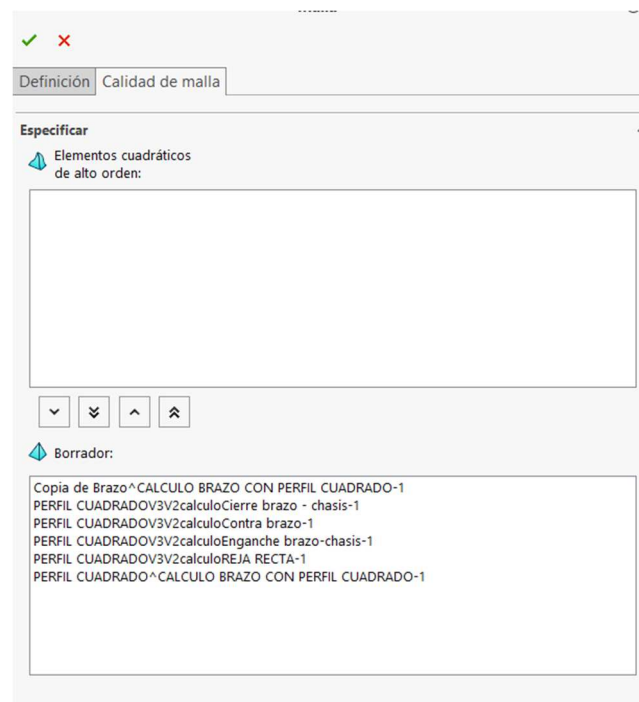 Definición
Calidad de malla
Especificar
Elementos cuadráticos
de alto orden:
Borrador:
Copia de Brazo^CALCULO BRAZO CON PERFIL CUADRADO-1
PERFIL CUADRADOV3V2calculoCierre brazo - chasis-1
PERFIL CUADRADOV3V2calculoContra brazo-1
PERFIL CUADRADOV3V2calculoEnganche brazo-chasis-1
PERFIL CUADRADOV3V2calculoREJA RECTA-1
PERFIL CUADRADO^CALCULO BRAZO CON PERFIL CUADRADO-1